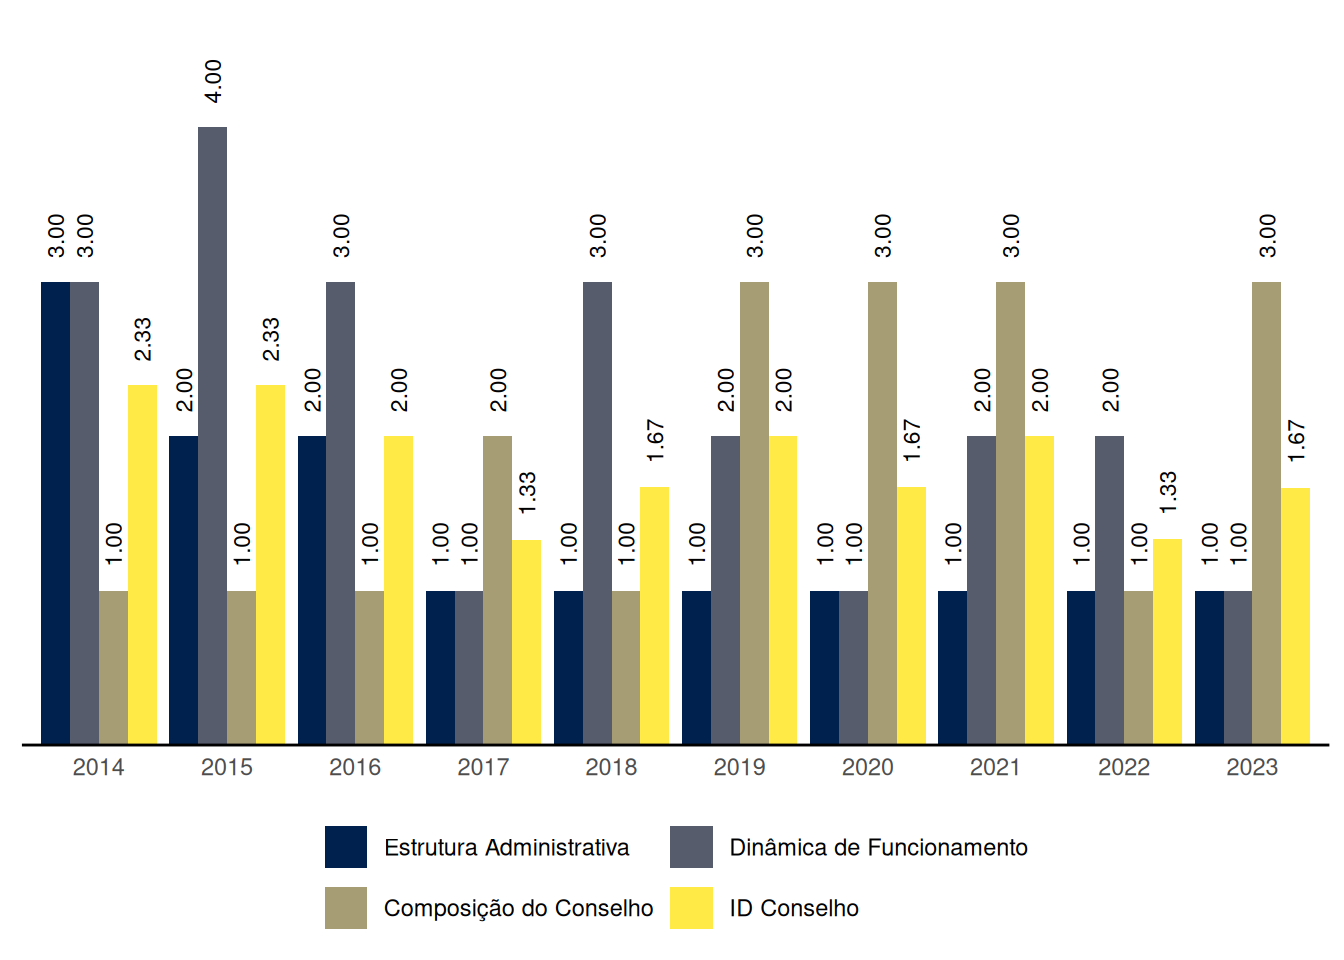 4.00
3.00 3.00 3.00 3.00 3.00 3.00 3.00 3.00
2.33 2.33
2.00 2.00 2.00 2.00 2.00 2.00 2.00 2.00 2.00
1.67 1.67 1.67
1.33 1.33
1.00 1.00 1.00 1.00 1.00 1.00 1.00 1.00 1.00 1.00 1.00 1.00 1.00 1.00 1.00
2014 2015 2016 2017 2018 2019 2020 2021 2022 2023
Estrutura Administrativa Dinâmica de Funcionamento
Composição do Conselho ID Conselho